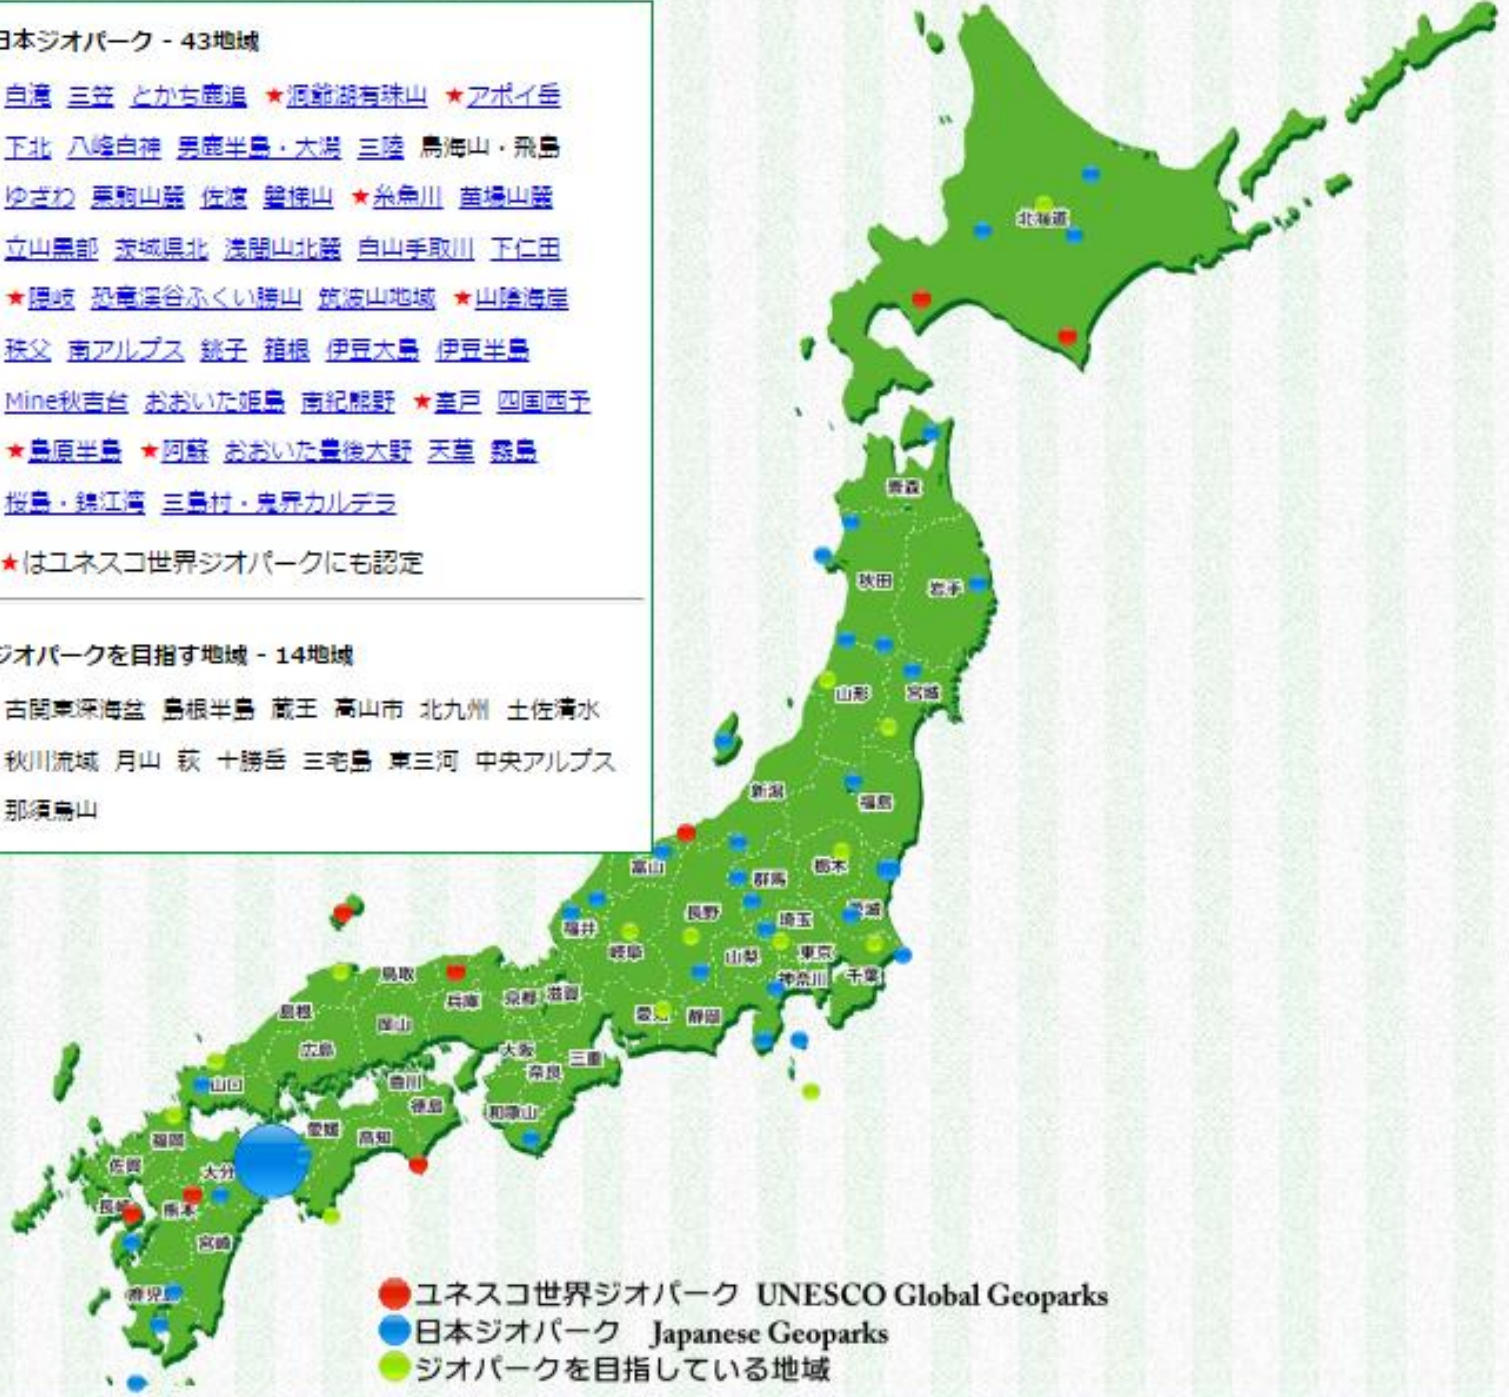 日本ジオパーク - 43地域
白滝 三笠 とかち鹿追 ★洞爺湖有珠山 ★アポイ岳
下北 八峰白神 男鹿半島・大潟 三陸 鳥海山・飛島
ゆざわ 栗駒山麓 佐渡 磐梯山 ★糸魚川 苗場山麓
立山黒部 茨城県北 浅間山北麓 白山手取川 下仁田
★隠岐 恐竜渓谷ふくい勝山 筑波山地域 ★山陰海岸
秩父 南アルプス 銚子 箱根 伊豆大島 伊豆半島
Mine秋吉台 おおいた姫島 南紀熊野 ★室戸 四国西予
★島原半島 ★阿蘇 おおいた豊後大野 天草 霧島
桜島・錦江湾 三島村・鬼界カルデラ
★はユネスコ世界ジオパークにも認定
ジオパークを目指す地域 - 14地域
古関東深海盆 島根半島 蔵王 高山市 北九州 土佐清水
秋川流域 月山 萩 十勝岳 三宅島 東三河 中央アルプス
那須烏山
北海道
青森
秋田
岩手
山形
宮城
新潟
福島
富山
群馬
栃木
長野
茨城
福井
埼玉
岐阜
山梨
東京
神奈川
千葉
鳥取
兵庫
京都
滋賀
島根
岡山
愛知
静岡
広島
大阪
三重
奈良
山口
香川
徳島
和歌山
愛媛
高知
福岡
佐賀
大分
長崎
熊本
宮崎
鹿児島
ユネスコ世界ジオパーク UNESCO Global Geoparks
日本ジオパーク Japanese Geoparks
ジオパークを目指している地域